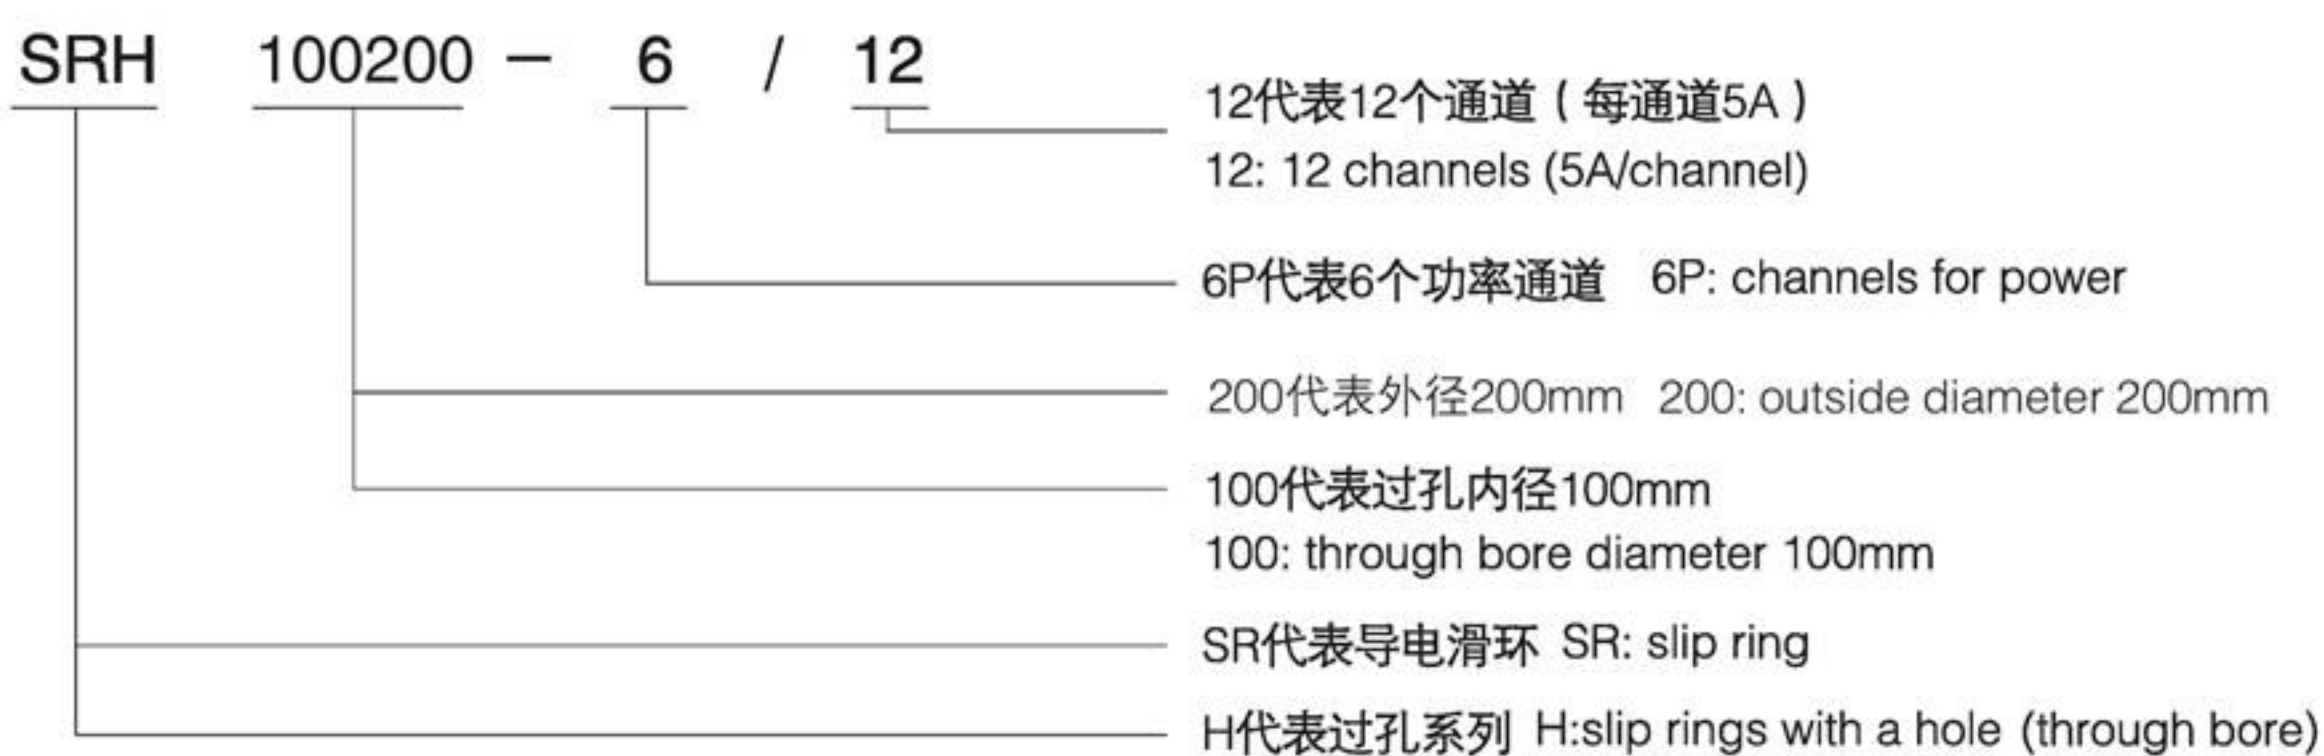 SRH 100200 - 6 / 12
12代表12个通道 ( 每通道5A )
12: 12 channels (5A/channel)
6P代表6个功率通道 6P: channels for power
200代表外径200mm 200: outside diameter 200mm
100代表过孔内径100mm
100: through bore diameter 100mm
SR代表导电滑环 SR: slip ring
H代表过孔系列 H:slip rings with a hole (through bore)